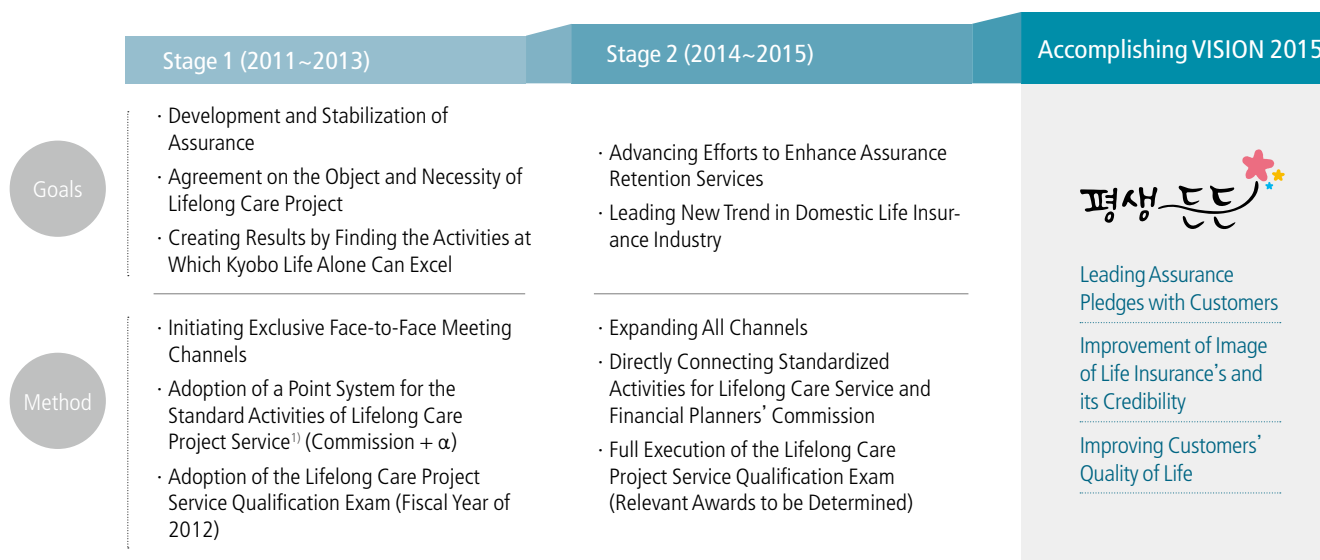 Stage 1 (2011~2013)
Stage 2 (2014~2015)
Accomplishing VISION 2015
Goals
· Development and Stabilization of
Assurance
· Agreement on the Object and Necessity of
Lifelong Care Project
· Creating Results by Finding the Activities at
Which Kyobo Life Alone Can Excel
· Advancing Efforts to Enhance Assurance
Retention Services
· Leading New Trend in Domestic Life Insur-
ance Industry
Method
· Initiating Exclusive Face-to-Face Meeting
Channels
· Adoption of a Point System for the
Standard Activities of Lifelong Care
Project Service1) (Commission + α)
· Adoption of the Lifelong Care Project
Service Qualification Exam (Fiscal Year of
2012)
· Expanding All Channels
· Directly Connecting Standardized
Activities for Lifelong Care Service and
Financial Planners’ Commission
· Full Execution of the Lifelong Care
Project Service Qualification Exam
(Relevant Awards to be Determined)
평생든든
Leading Assurance
Pledges with Customers
Improvement of Image
of Life Insurance’s and
its Credibility
Improving Customers’
Quality of Life